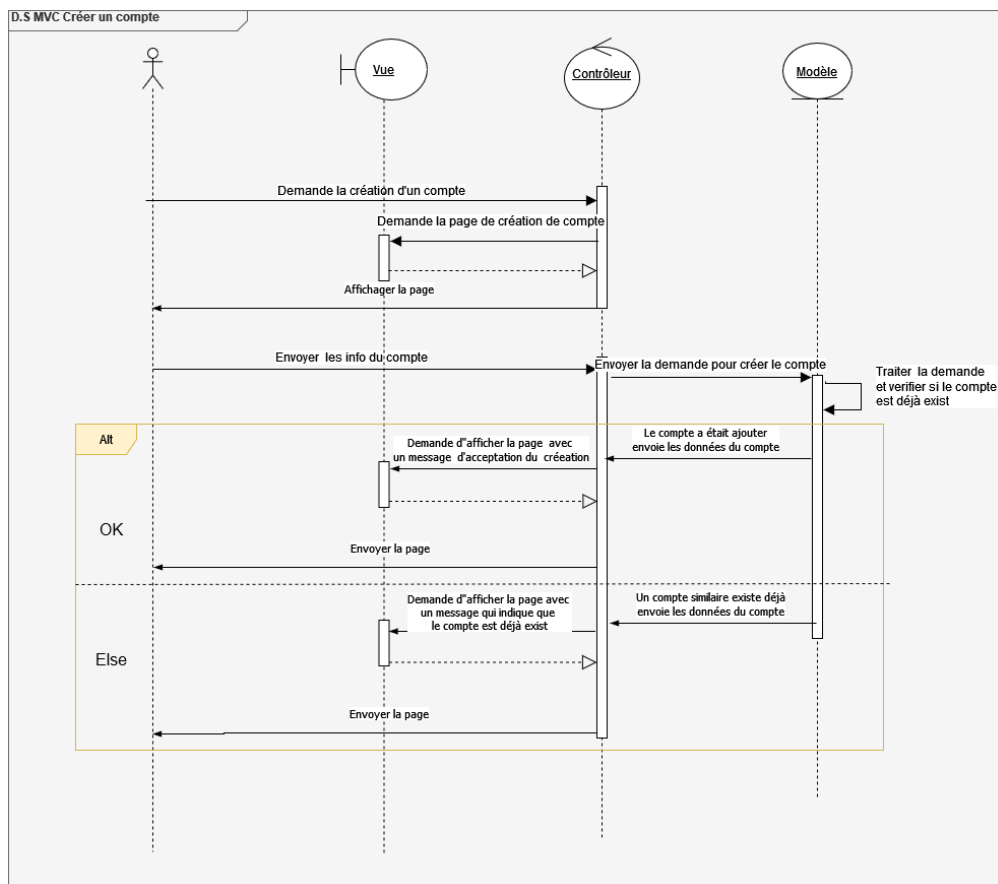 D.S MVC Créer un compte
Vue
Contrôleur
Modèle
Demande la création d'un compte
Demande la page de création de compte
Affichager la page
Envoyer les info du compte
Envoyer la demande pour créer le compte
Traiter la demande
et verifier si le compte
est déjà exist
Alt
Le compte a était ajouter
envoie les données du compte
Demande d"afficher la page avec
un message d'acceptation du créeation
OK
Envoyer la page
Un compte similaire existe déjà
envoie les données du compte
Demande d"afficher la page avec
un message qui indique que
le compte est déjà exist
Else
Envoyer la page